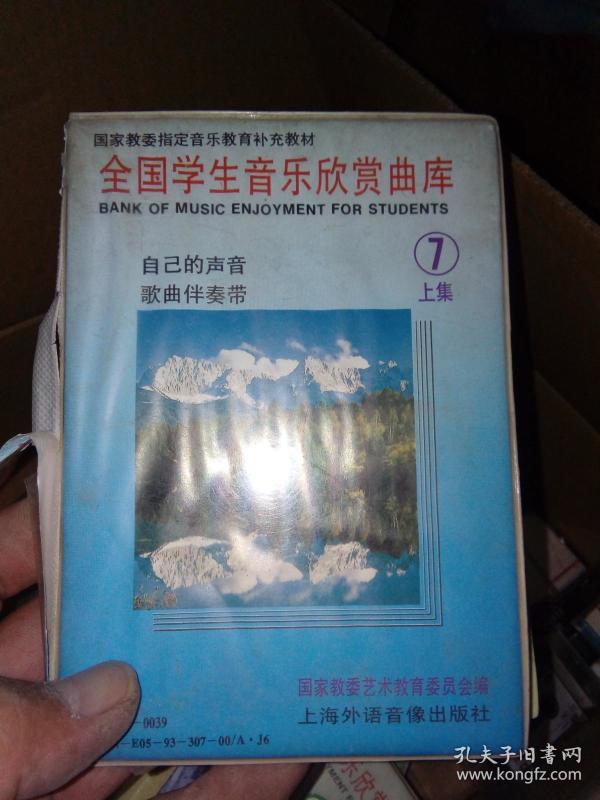 国家教委指定音乐教育补充教材
全国学生音乐欣赏曲库
BANK OF MUSIC ENJOYMENT FOR STUDENTS
自己的声音
歌曲伴奏带
7
上集
国家教委艺术教育委员会编
上海外语音像出版社
-0039
-E05-93-307-00/A·J6
乐欣
孔夫子旧书网
www.kongfz.com